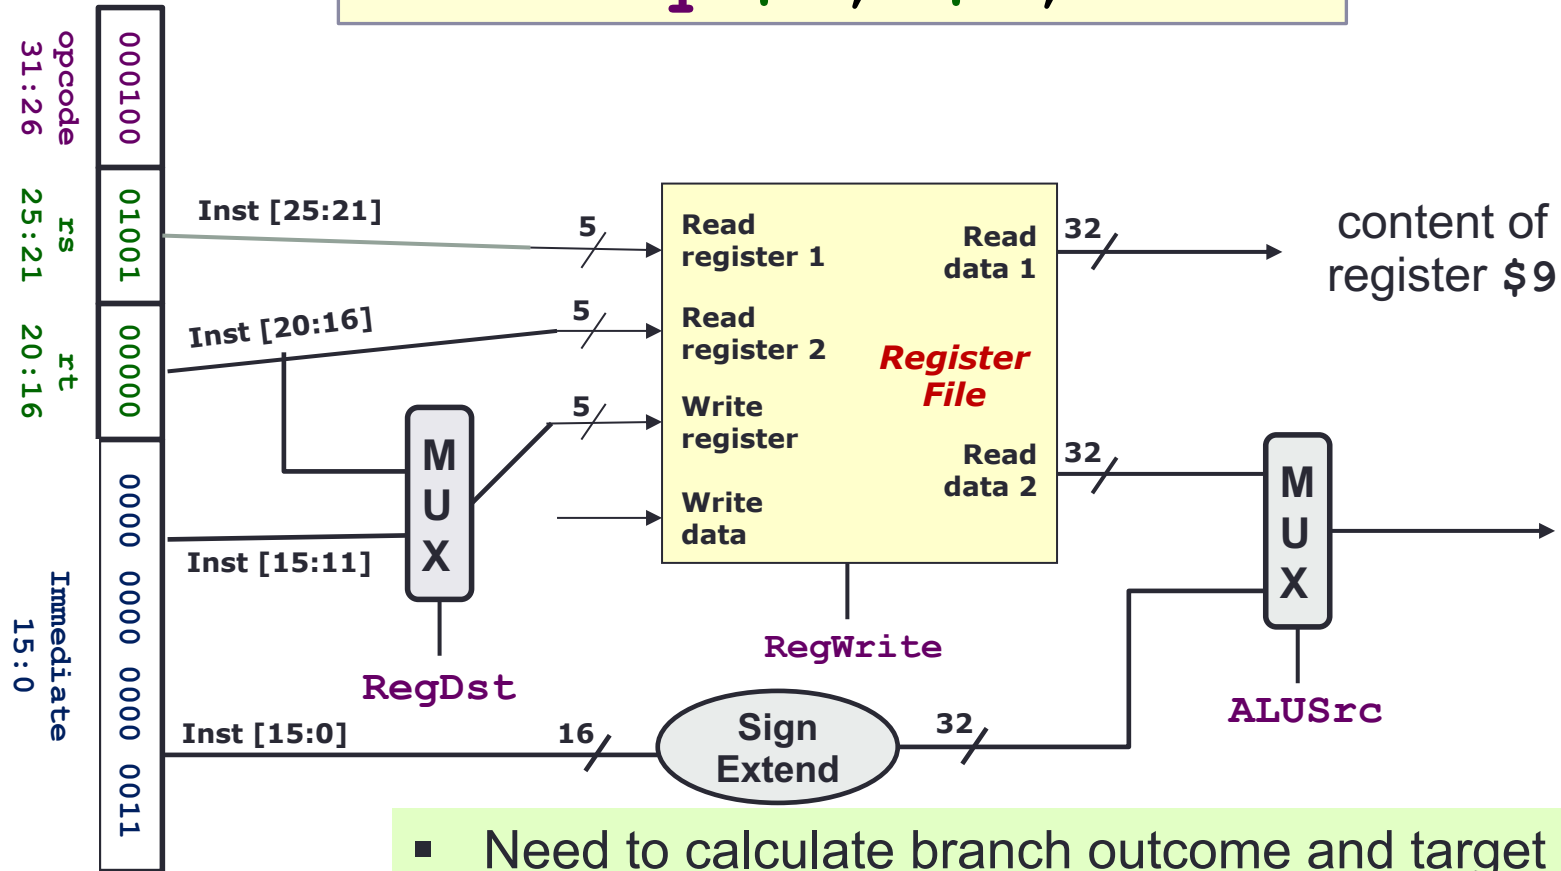 opcode
31:26
000100
rs
25:21
01001
rt
20:16
00000
Immediate
15:0
0000 0000 0000 0011
Inst [25:21]
5
Inst [20:16]
5
5
Inst [15:11]
M
U
X
RegDst
Read
register 1
Read
register 2
Write
register
Write
data
Read
data 1
Register
File
Read
data 2
RegWrite
32
content of
register $9
32
M
U
X
ALUSrc
Inst [15:0]
16
Sign
Extend
32
▪ Need to calculate branch outcome and target